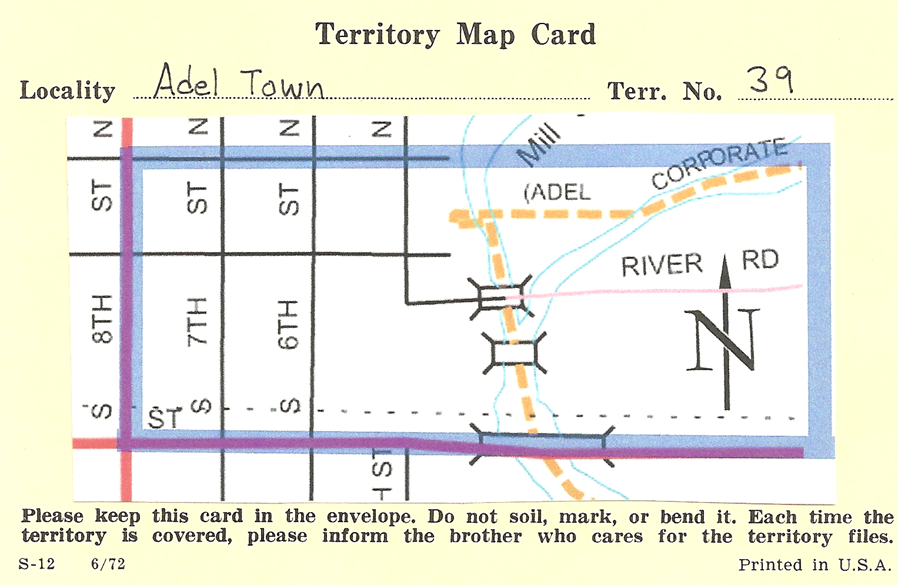 Territory Map Card
Locality Adel Town Terr. No. 39
N N N N Mill
ST ST ST (ADEL CORPORATE
8TH 7TH 6TH RIVER RD
N
S ST S S
ST
Please keep this card in the envelope. Do not soil, mark, or bend it. Each time the
territory is covered, please inform the brother who cares for the territory files.
S-12 6/72 Printed in U.S.A.